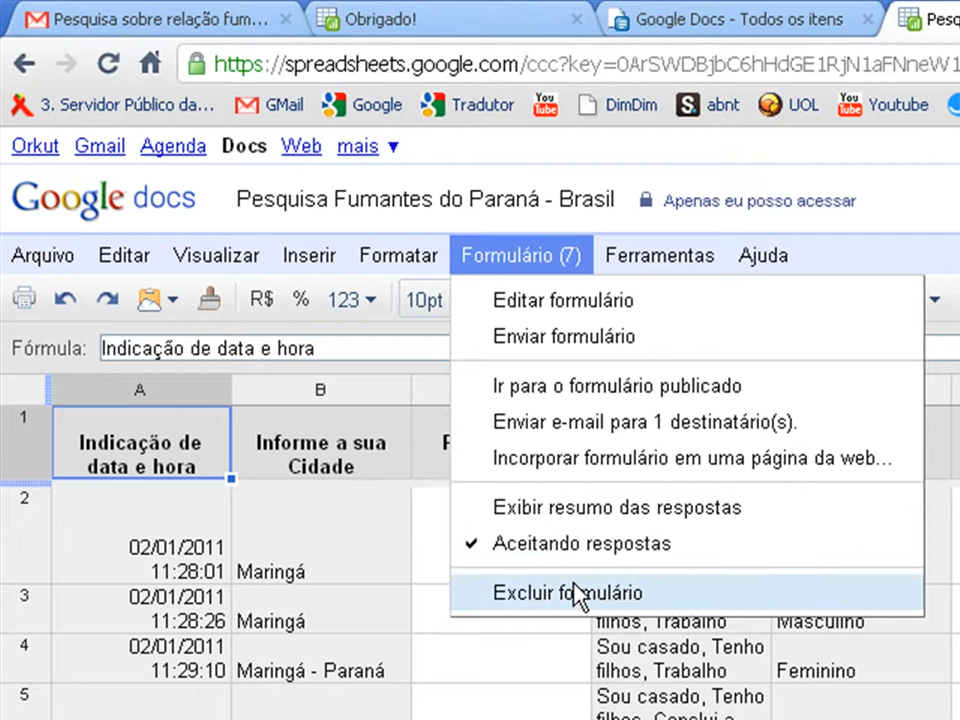 Pesquisa sobre relação fum... Obrigado! Google Docs - Todos os itens Pesq
https://spreadsheets.google.com/ccc?key=0ArSWDBjbC6hHdGE1RjN1aFNneW1
3. Servidor Público da... GMail Google Tradutor You Tube DimDim S. abnt UOL You Tube Youtube
Orkut Gmail Agenda Docs Web mais ▼
Google docs Pesquisa Fumantes do Paraná - Brasil Apenas eu posso acessar
Arquivo Editar Visualizar Inserir Formatar Formulário (7) Ferramentas Ajuda
R$ % 123 10pt
Editar formulário
Enviar formulário
Fórmula: Indicação de data e hora
Ir para o formulário publicado
Enviar e-mail para 1 destinatário(s).
Incorporar formulário em uma página da web...
Exibir resumo das respostas
Aceitando respostas
Excluir formulário
A B
1 Indicação de data e hora Informe a sua Cidade
2 02/01/2011 11:28:01 Maringá
3 02/01/2011 11:28:26 Maringá filhos, Trabalho Masculino
4 02/01/2011 11:29:10 Maringá - Paraná Sou casado, Tenho filhos, Trabalho Feminino
5 Sou casado, Tenho